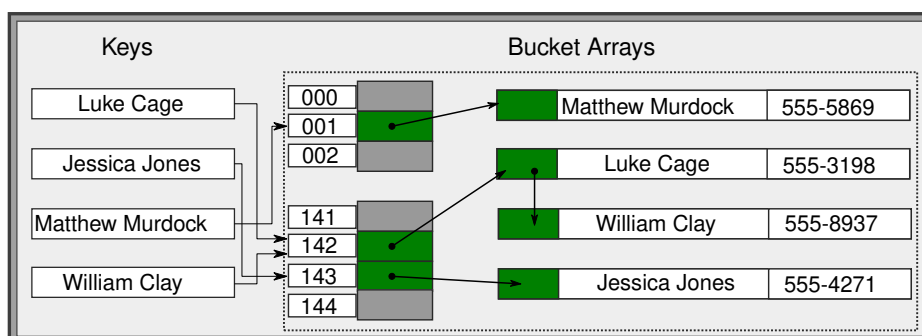 Keys
Bucket Arrays
Luke Cage
Jessica Jones
Matthew Murdock
William Clay
000
001
002
141
142
143
144
Matthew Murdock 555-5869
Luke Cage 555-3198
William Clay 555-8937
Jessica Jones 555-4271